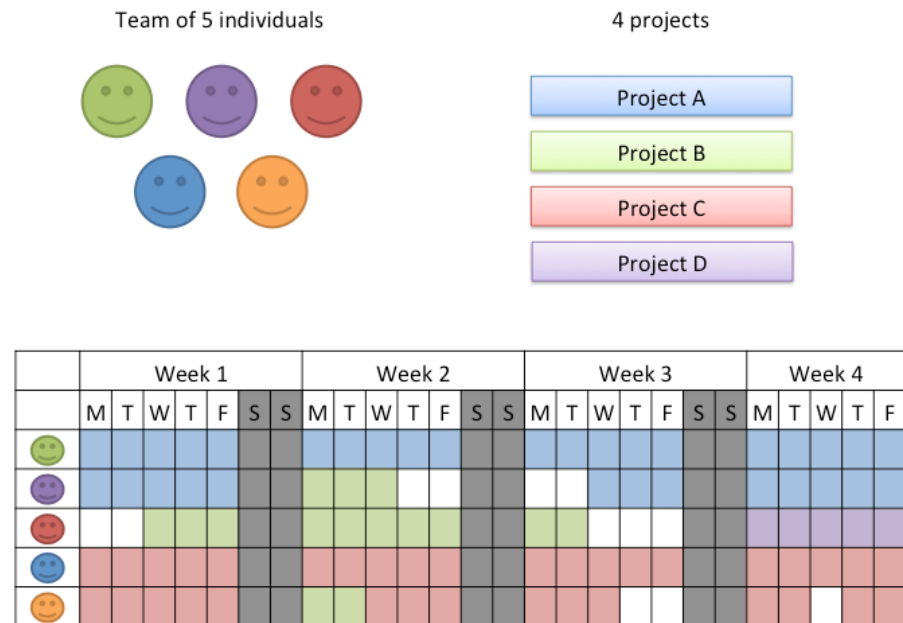 Team of 5 individuals
4 projects
Project A
Project B
Project C
Project D
Week 1 Week 2 Week 3 Week 4
M T W T F S S M T W T F S S M T W T F S S M T W T F